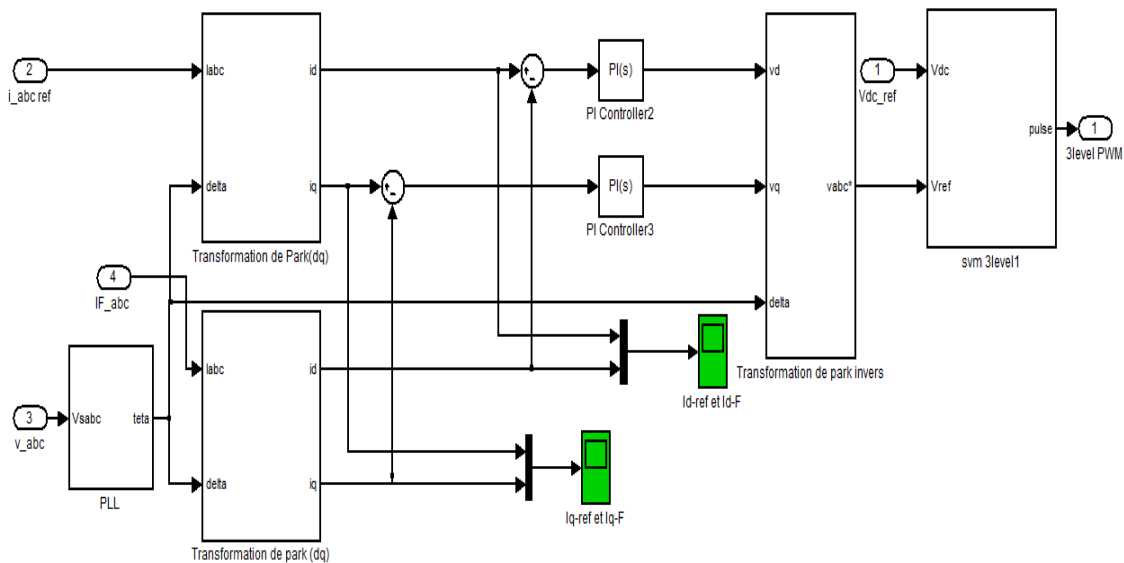 2
i_abc ref
Iabc
id
delta
iq
Transformation de Park(dq)
PI(s)
PI Controller2
PI(s)
PI Controller3
vd
vq
vabc*
delta
Transformation de park invers
1
Vdc_ref
Vdc
pulse
Vref
svm 3level1
1
3level PWM
4
IF_abc
3
v_abc
Vsabc
teta
PLL
Iabc
id
delta
iq
Transformation de park (dq)
Id-ref et Id-F
Iq-ref et Iq-F